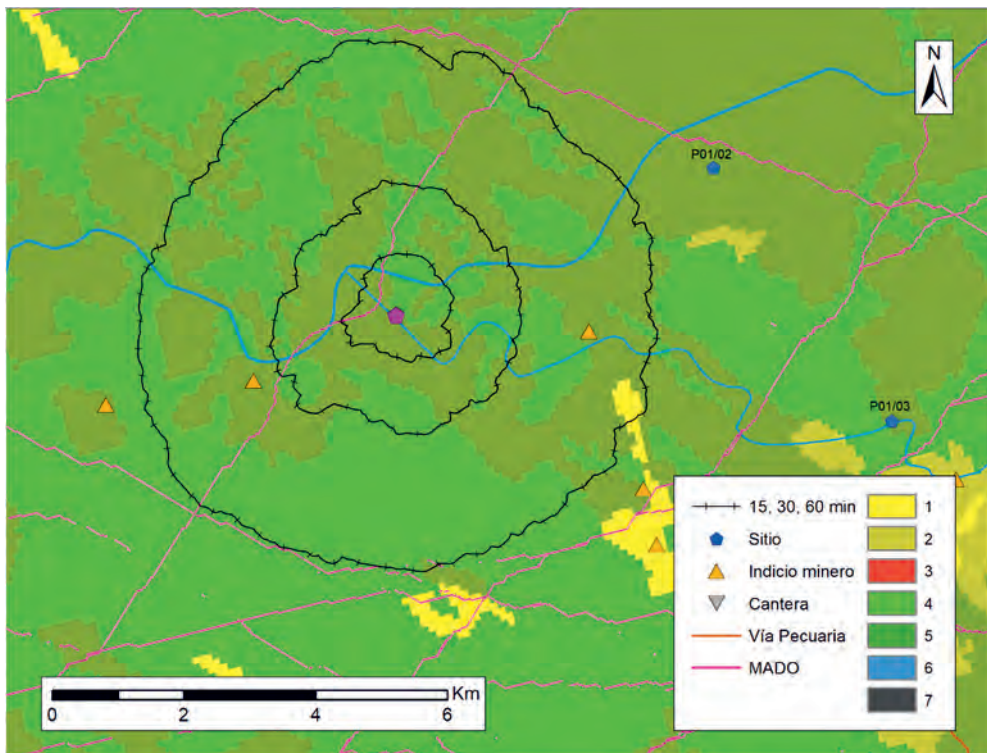 N
P01/02
P01/03
15, 30, 60 min
Sitio
Indicio minero
Cantera
Vía Pecuaria
MADO
1
2
3
4
5
6
7
Km
0 2 4 6